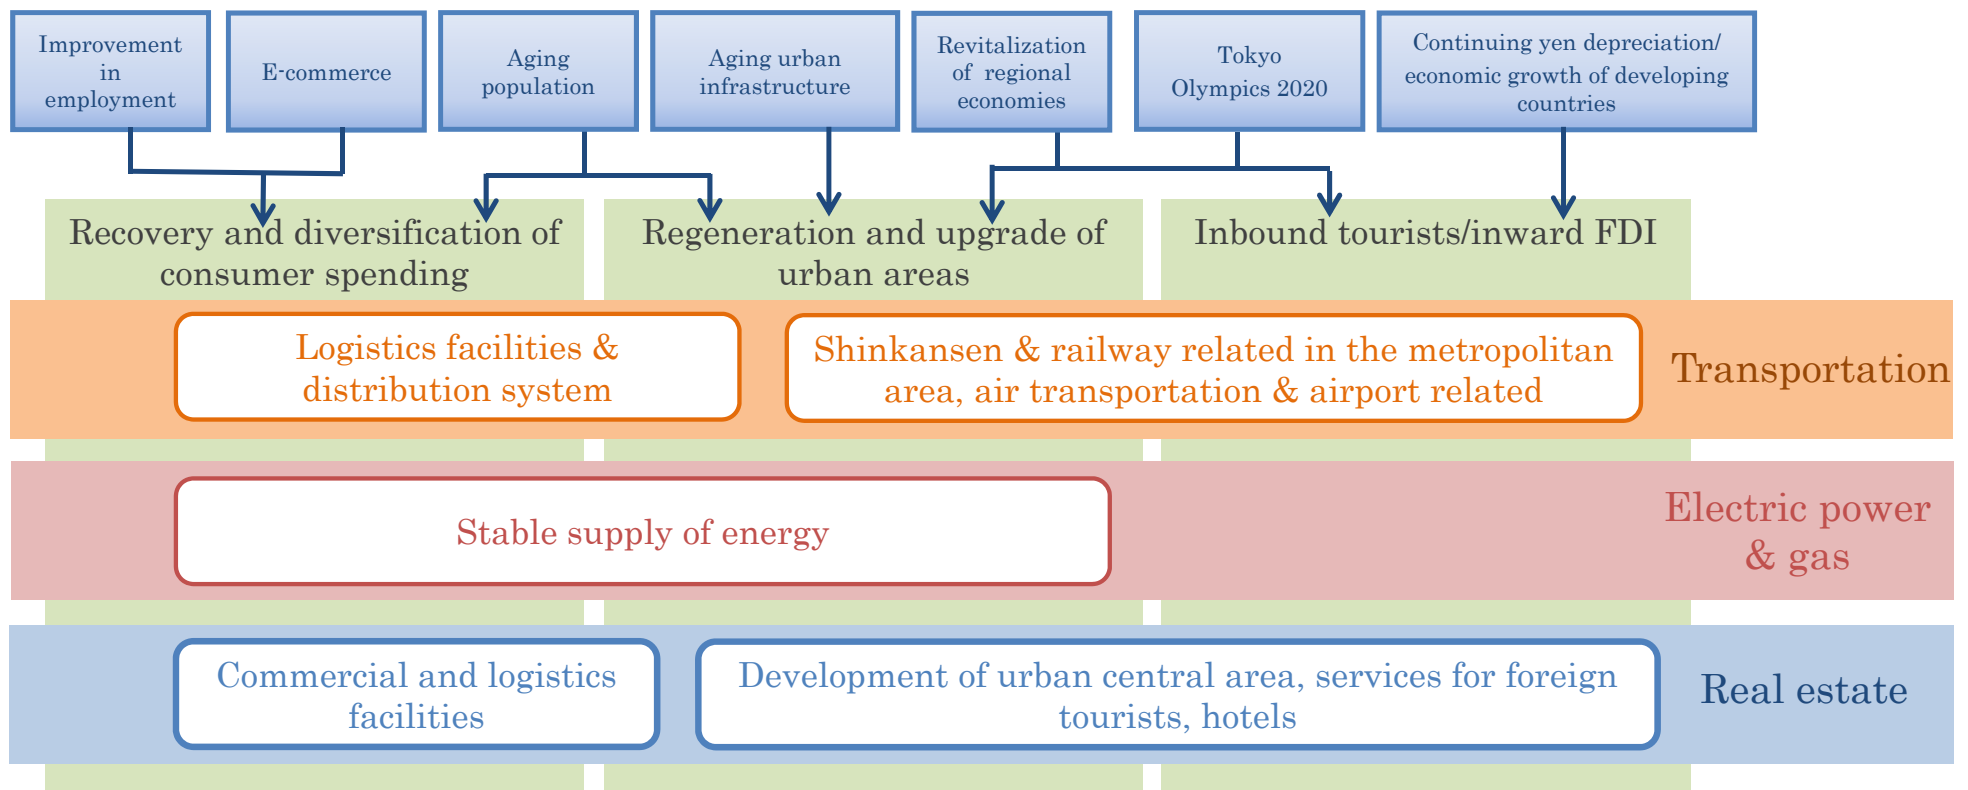 Improvement
in
employment
E-commerce
Aging
population
Aging urban
infrastructure
Revitalization
of regional
economies
Tokyo
Olympics 2020
Continuing yen depreciation/
economic growth of developing
countries
Recovery and diversification of
consumer spending
Regeneration and upgrade of
urban areas
Inbound tourists/inward FDI
Logistics facilities &
distribution system
Shinkansen & railway related in the metropolitan
area, air transportation & airport related
Transportation
Stable supply of energy
Electric power
& gas
Commercial and logistics
facilities
Development of urban central area, services for foreign
tourists, hotels
Real estate